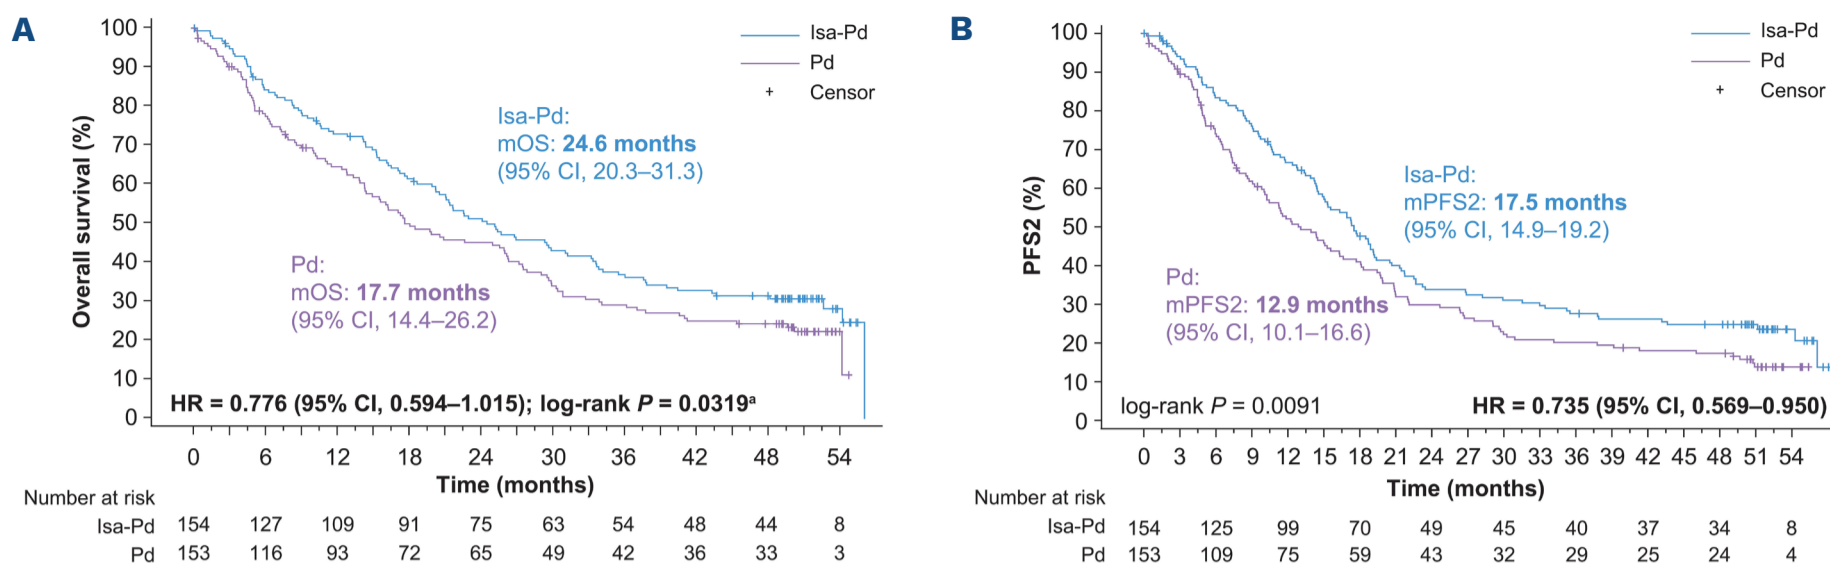 A
100
90
80
70
60
50
40
30
20
10
0
Overall survival (%)
Isa-Pd
Pd
Censor
Isa-Pd:
mOS: 24.6 months
(95% CI, 20.3–31.3)
Pd:
mOS: 17.7 months
(95% CI, 14.4–26.2)
HR = 0.776 (95% CI, 0.594–1.015); log-rank P = 0.0319ᵃ
0 6 12 18 24 30 36 42 48 54
Time (months)
Number at risk
Isa-Pd 154 127 109 91 75 63 54 48 44 8
Pd 153 116 93 72 65 49 42 36 33 3
B
100
90
80
70
60
50
40
30
20
10
0
PFS2 (%)
Isa-Pd
Pd
Censor
Isa-Pd:
mPFS2: 17.5 months
(95% CI, 14.9–19.2)
Pd:
mPFS2: 12.9 months
(95% CI, 10.1–16.6)
log-rank P = 0.0091
HR = 0.735 (95% CI, 0.569–0.950)
0 3 6 9 12 15 18 21 24 27 30 33 36 39 42 45 48 51 54
Time (months)
Number at risk
Isa-Pd 154 125 99 70 49 45 40 37 34 8
Pd 153 109 75 59 43 32 29 25 24 4